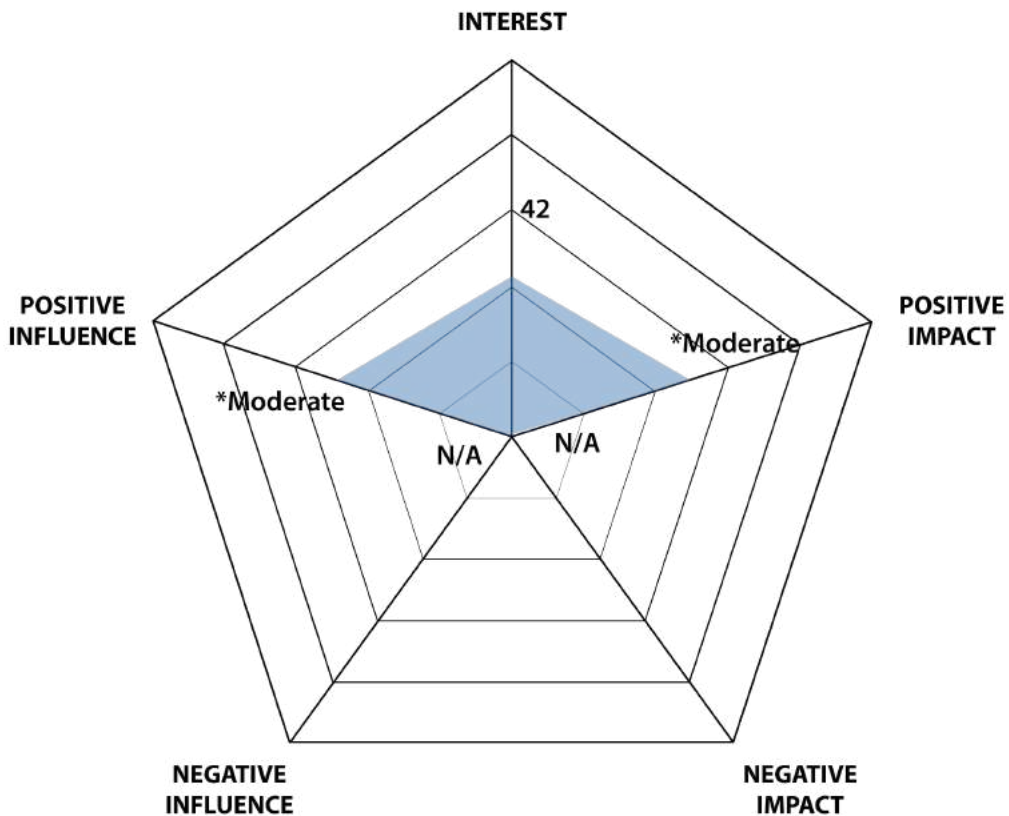 INTEREST
42
POSITIVE
INFLUENCE
POSITIVE
IMPACT
*Moderate
*Moderate
N/A
N/A
NEGATIVE
INFLUENCE
NEGATIVE
IMPACT